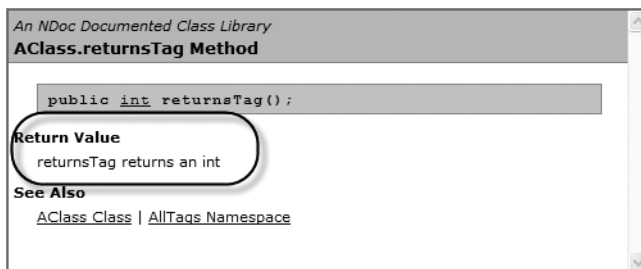 An NDoc Documented Class Library
AClass.returnsTag Method
public int returnsTag();
Return Value
returnsTag returns an int
See Also
AClass Class | AllTags Namespace